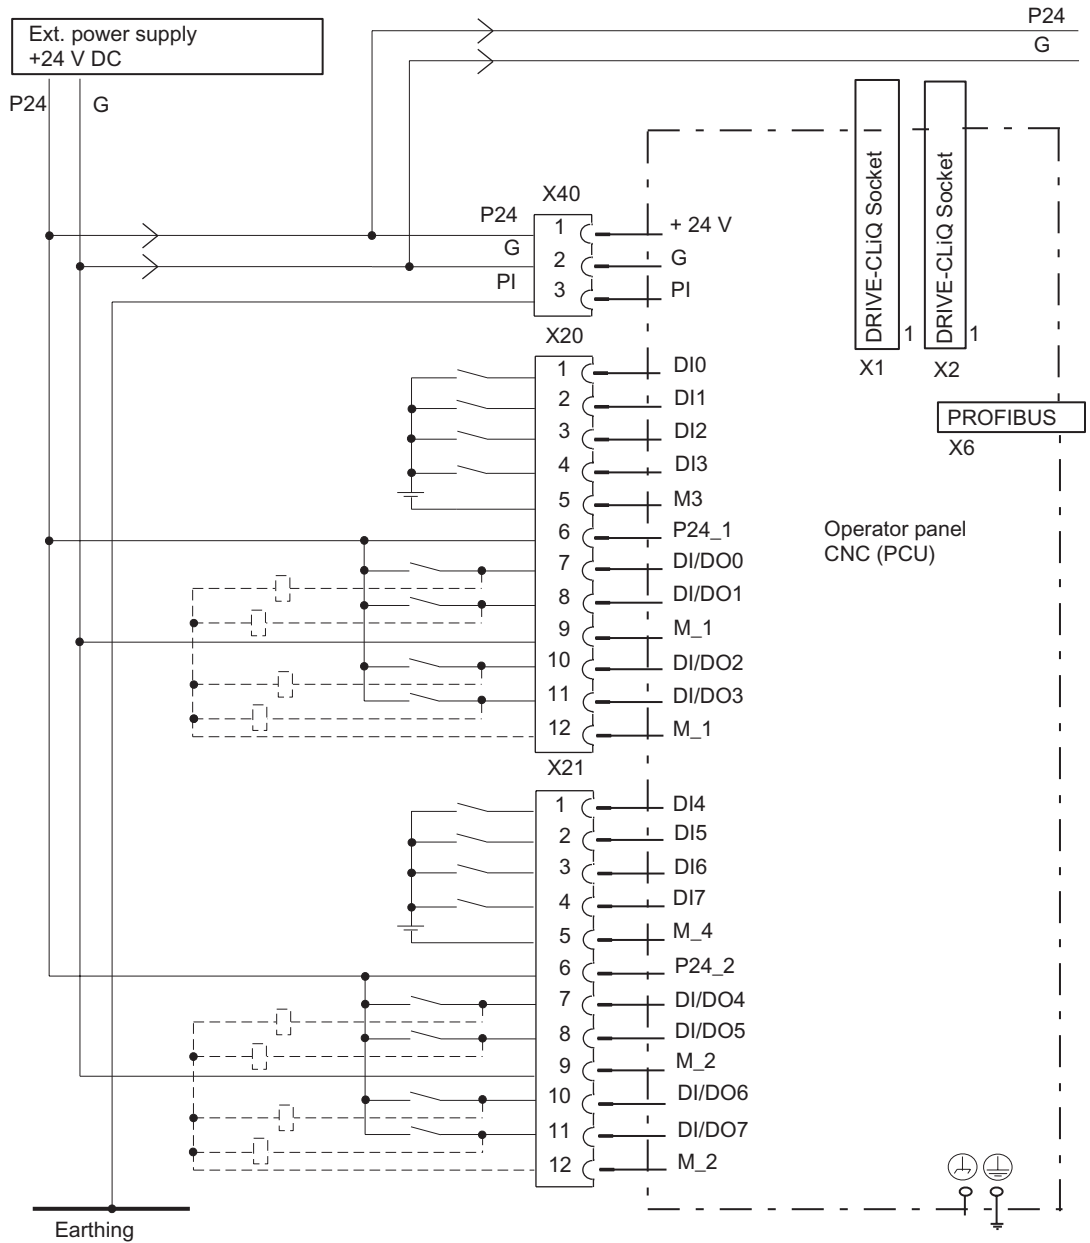 Ext. power supply
+24 V DC
P24
G
P24
G
X40
P24
G
PI
1
2
3
+ 24 V
G
PI
DRIVE-CLiQ Socket
1
X1
DRIVE-CLiQ Socket
1
X2
PROFIBUS
X6
Operator panel
CNC (PCU)
X20
1 DI0
2 DI1
3 DI2
4 DI3
5 M3
6 P24_1
7 DI/DO0
8 DI/DO1
9 M_1
10 DI/DO2
11 DI/DO3
12 M_1
X21
1 DI4
2 DI5
3 DI6
4 DI7
5 M_4
6 P24_2
7 DI/DO4
8 DI/DO5
9 M_2
10 DI/DO6
11 DI/DO7
12 M_2
Earthing